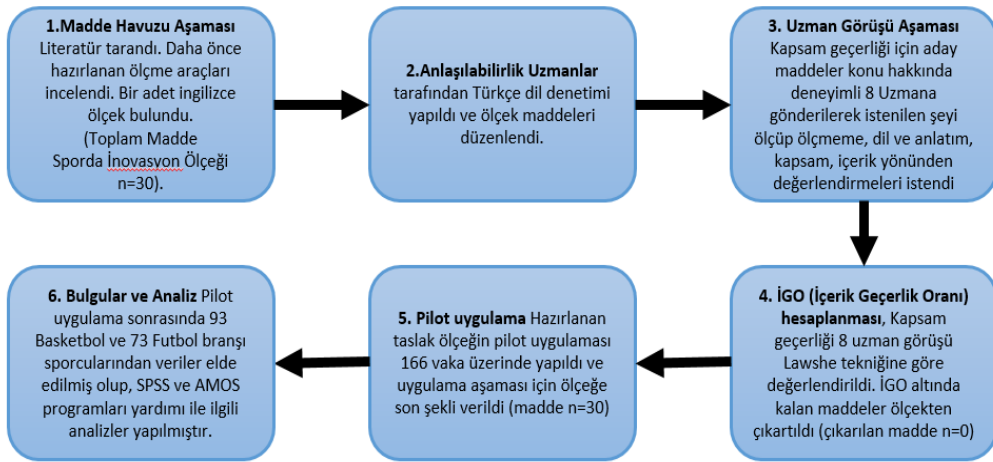 1.Madde Havuzu Aşaması
Literatür tarandı. Daha önce
hazırlanan ölçme araçları
incelendi. Bir adet ingilizce
ölçek bulundu.
(Toplam Madde
Sporda İnovasyon Ölçeği
n=30).
2.Anlaşılabilirlik Uzmanlar
tarafından Türkçe dil denetimi
yapıldı ve ölçek maddeleri
düzenlendi.
3. Uzman Görüşü Aşaması
Kapsam geçerliği için aday
maddeler konu hakkında
deneyimli 8 Uzmana
gönderilerek istenilen şeyi
ölçüp ölçmeme, dil ve anlatım,
kapsam, içerik yönünden
değerlendirmeleri istendi
4. İGO (İçerik Geçerlik Oranı)
hesaplanması, Kapsam
geçerliği 8 uzman görüşü
Lawshe tekniğine göre
değerlendirildi. İGO altında
kalan maddeler ölçekten
çıkartıldı (çıkarılan madde n=0)
5. Pilot uygulama Hazırlanan
taslak ölçeğin pilot uygulaması
166 vaka üzerinde yapıldı ve
uygulama aşaması için ölçeğe
son şekli verildi (madde n=30)
6. Bulgular ve Analiz Pilot
uygulama sonrasında 93
Basketbol ve 73 Futbol branşı
sporcularından veriler elde
edilmiş olup, SPSS ve AMOS
programları yardımı ile ilgili
analizler yapılmıştır.